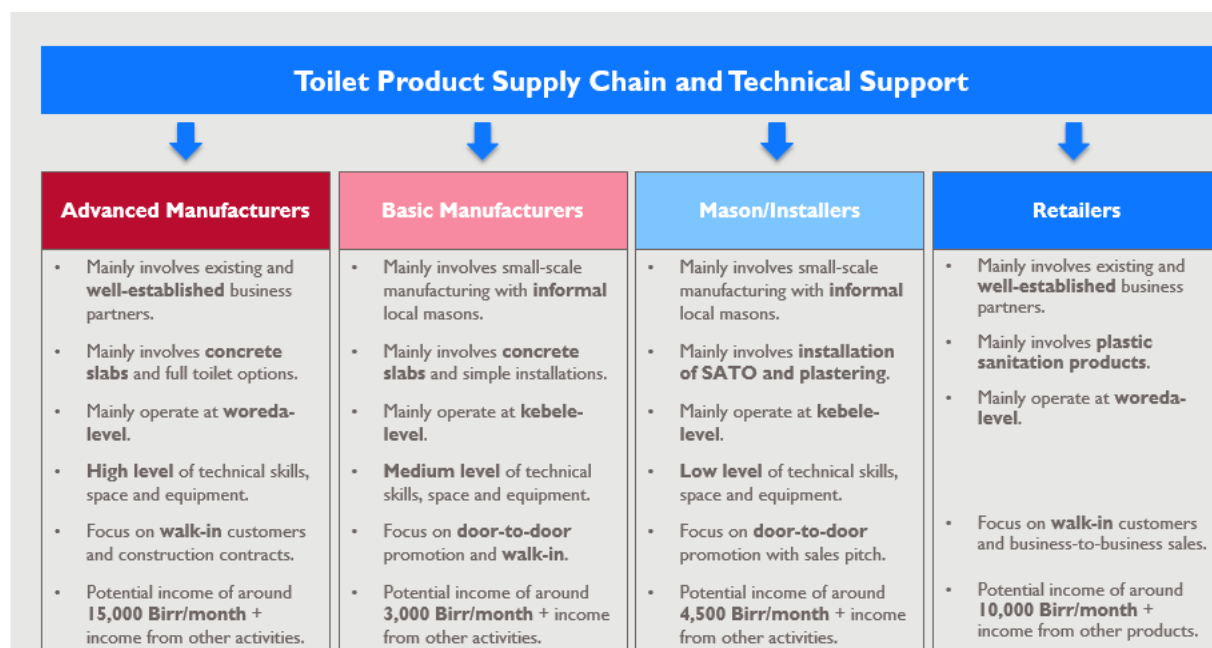 Toilet Product Supply Chain and Technical Support
Advanced Manufacturers
• Mainly involves existing and
well-established business
partners.
• Mainly involves concrete
slabs and full toilet options.
• Mainly operate at woreda-
level.
• High level of technical skills,
space and equipment.
• Focus on walk-in customers
and construction contracts.
• Potential income of around
15,000 Birr/month +
income from other activities.
Basic Manufacturers
• Mainly involves small-scale
manufacturing with informal
local masons.
• Mainly involves concrete
slabs and simple installations.
• Mainly operate at kebele-
level.
• Medium level of technical
skills, space and equipment.
• Focus on door-to-door
promotion and walk-in.
• Potential income of around
3,000 Birr/month + income
from other activities.
Mason/Installers
• Mainly involves small-scale
manufacturing with informal
local masons.
• Mainly involves installation
of SATO and plastering.
• Mainly operate at kebele-
level.
• Low level of technical skills,
space and equipment.
• Focus on door-to-door
promotion with sales pitch.
• Potential income of around
4,500 Birr/month + income
from other activities.
Retailers
• Mainly involves existing and
well-established business
partners.
• Mainly involves plastic
sanitation products.
• Mainly operate at woreda-
level.
• Focus on walk-in customers
and business-to-business sales.
• Potential income of around
10,000 Birr/month +
income from other products.